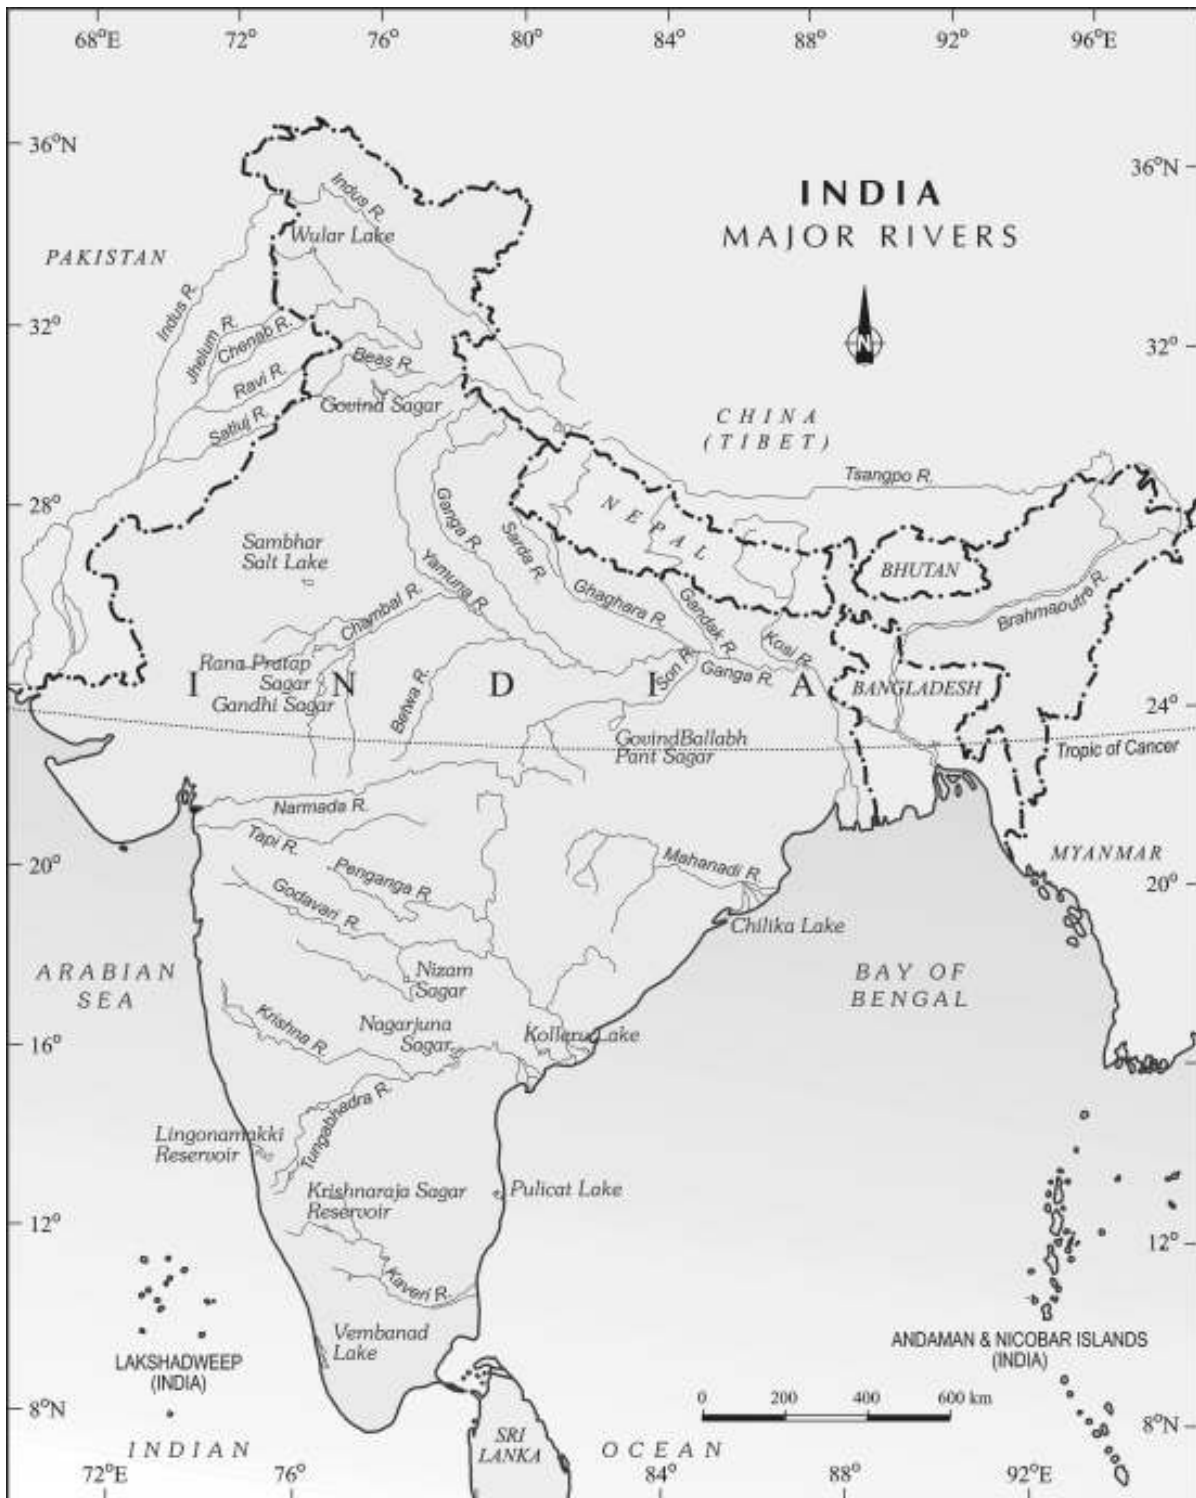 68°E 72° 76° 80° 84° 88° 92° 96°E
36°N
36°N
INDIA
MAJOR RIVERS
Indus R.
Wular Lake
PAKISTAN
N
Indus R.
32°
32°
Jhelum R.
Chenab R.
Beas R.
Ravi R.
Govind Sagar
Satluj R.
CHINA
(TIBET)
Tsangpo R.
28°
28°
NEPAL
Ganga R.
Sarda R.
Sambhar
Salt Lake
Yamuna R.
BHUTAN
Chambal R.
Ghaghara R.
Gandak R.
Brahmaputra R.
Kosi R.
Rana Pratap
Sagar
Gandhi Sagar
INDIA
Son R.
Ganga R.
BANGLADESH
Betwa R.
24°
24°
GovindBallabh
Pant Sagar
Tropic of Cancer
Narmada R.
Tapi R.
Penganga R.
Mahanadi R.
MYANMAR
20°
20°
Godavari R.
Chilika Lake
ARABIAN
SEA
Nizam
Sagar
BAY OF
BENGAL
Krishna R.
Nagarjuna
Sagar
Kolleru Lake
16°
Tungabhadra R.
Lingonamakki
Reservoir
Krishnaraja Sagar
Reservoir
Pulicat Lake
12°
12°
Kaveri R.
Vembanad
Lake
LAKSHADWEEP
(INDIA)
ANDAMAN & NICOBAR ISLANDS
(INDIA)
0 200 400 600 km
8°N
8°N
SRI
LANKA
INDIAN OCEAN
72°E 76° 84° 88° 92°E